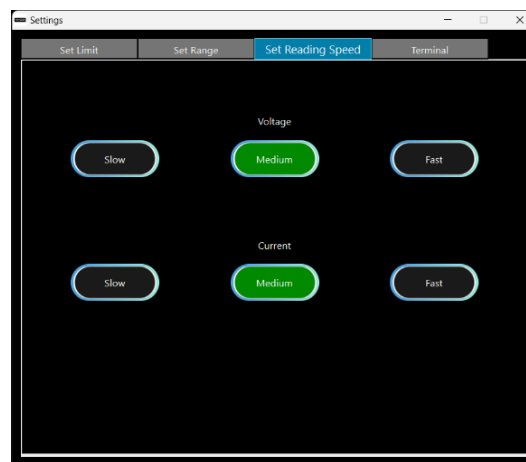 Settings
Set Limit Set Range Set Reading Speed Terminal
Voltage
Slow Medium Fast
Current
Slow Medium Fast